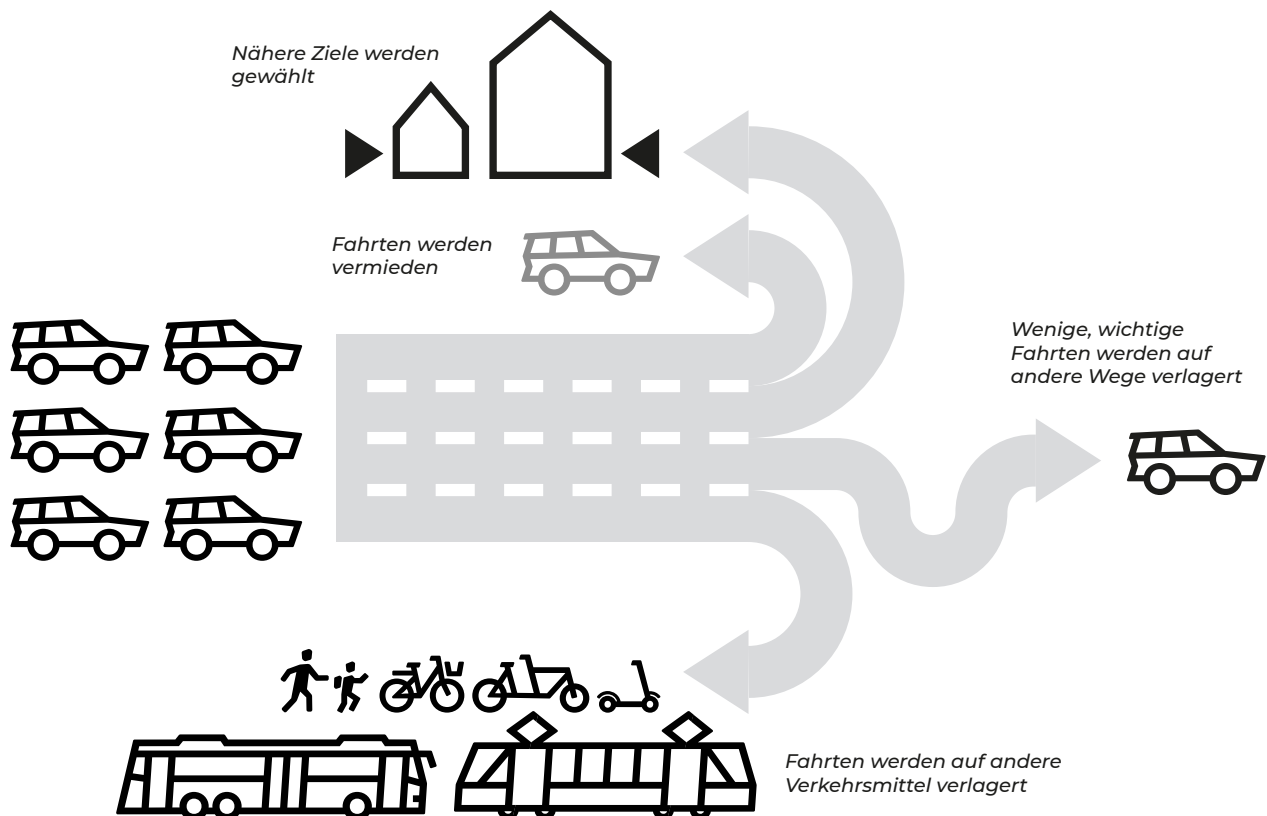 Nähere Ziele werden
gewählt
Fahrten werden
vermieden
Wenige, wichtige
Fahrten werden auf
andere Wege verlagert
Fahrten werden auf andere
Verkehrsmittel verlagert